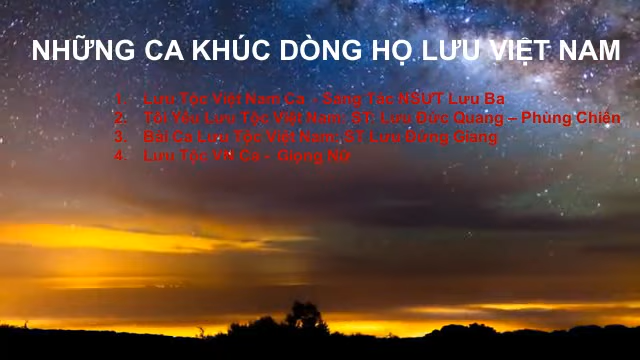 NHỮNG CA KHÚC DÒNG HỌ LƯU VIỆT NAM
1. Lưu Tộc Việt Nam Ca - Sáng Tác NSƯT Lưu Ba
2. Tôi Yêu Lưu Tộc Việt Nam: ST: Lưu Đức Quang – Phùng Chiến
3. Bài Ca Lưu Tộc Việt Nam: ST Lưu Đứng Giang
4. Lưu Tộc VN Ca - Giọng Nữ